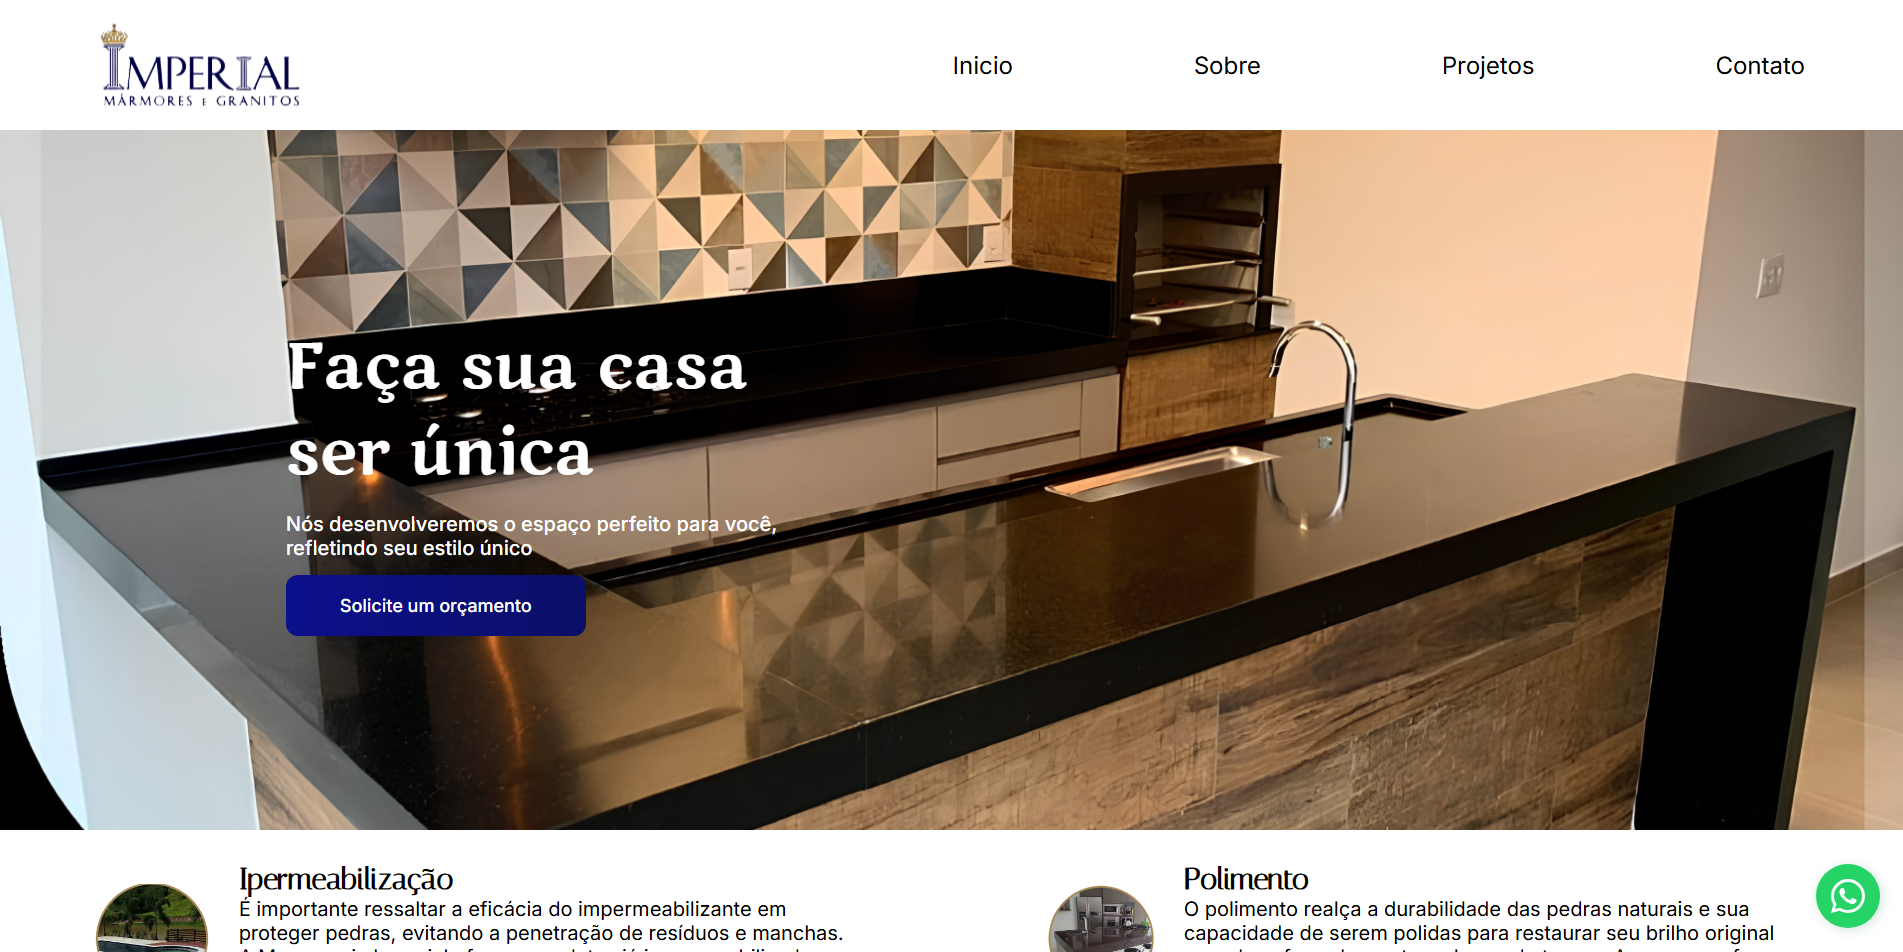 IMPERIAL
MÁRMORES E GRANITOS
Inicio
Sobre
Projetos
Contato
Faça sua casa
ser única
Nós desenvolveremos o espaço perfeito para você,
refletindo seu estilo único
Solicite um orçamento
Ipermeabilização
É importante ressaltar a eficácia do impermeabilizante em
proteger pedras, evitando a penetração de resíduos e manchas.
Polimento
O polimento realça a durabilidade das pedras naturais e sua
capacidade de serem polidas para restaurar seu brilho original